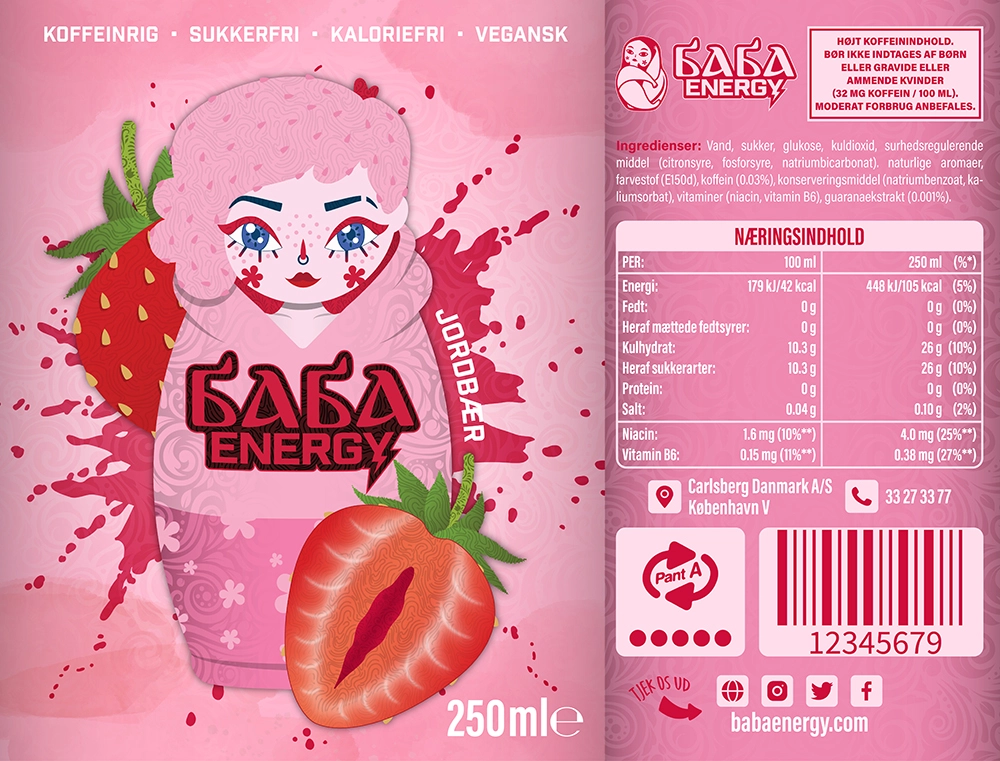 KOFFEINRIG · SUKKERFRI · KALORIEFRI · VEGANSK
БАБА
ENERGY
JORDBÆR
250 ml e
БАБА
ENERGY
HØJT KOFFEININDHOLD.
BØR IKKE INDTAGES AF BØRN
ELLER GRAVIDE ELLER
AMMENDE KVINDER
(32 MG KOFFEIN / 100 ML).
MODERAT FORBRUG ANBEFALES.
Ingredienser: Vand, sukker, glukose, kuldioxid, surhedsregulerende
middel (citronsyre, fosforsyre, natriumbicarbonat). naturlige aromaer,
farvestof (E150d), koffein (0.03%), konserveringsmiddel (natriumbenzoat, ka-
liumsorbat), vitaminer (niacin, vitamin B6), guaranaekstrakt (0.001%).
NÆRINGSINDHOLD
PER: 100 ml 250 ml (%*)
Energi: 179 kJ/42 kcal 448 kJ/105 kcal (5%)
Fedt: 0 g 0 g (0%)
Heraf mættede fedtsyrer: 0 g 0 g (0%)
Kulhydrat: 10.3 g 26 g (10%)
Heraf sukkerarter: 10.3 g 26 g (10%)
Protein: 0 g 0 g (0%)
Salt: 0.04 g 0.10 g (2%)
Niacin: 1.6 mg (10%**) 4.0 mg (25%**)
Vitamin B6: 0.15 mg (11%**) 0.38 mg (27%**)
Carlsberg Danmark A/S
København V
33 27 33 77
Pant A
12345679
TJEK OS UD
babaenergy.com